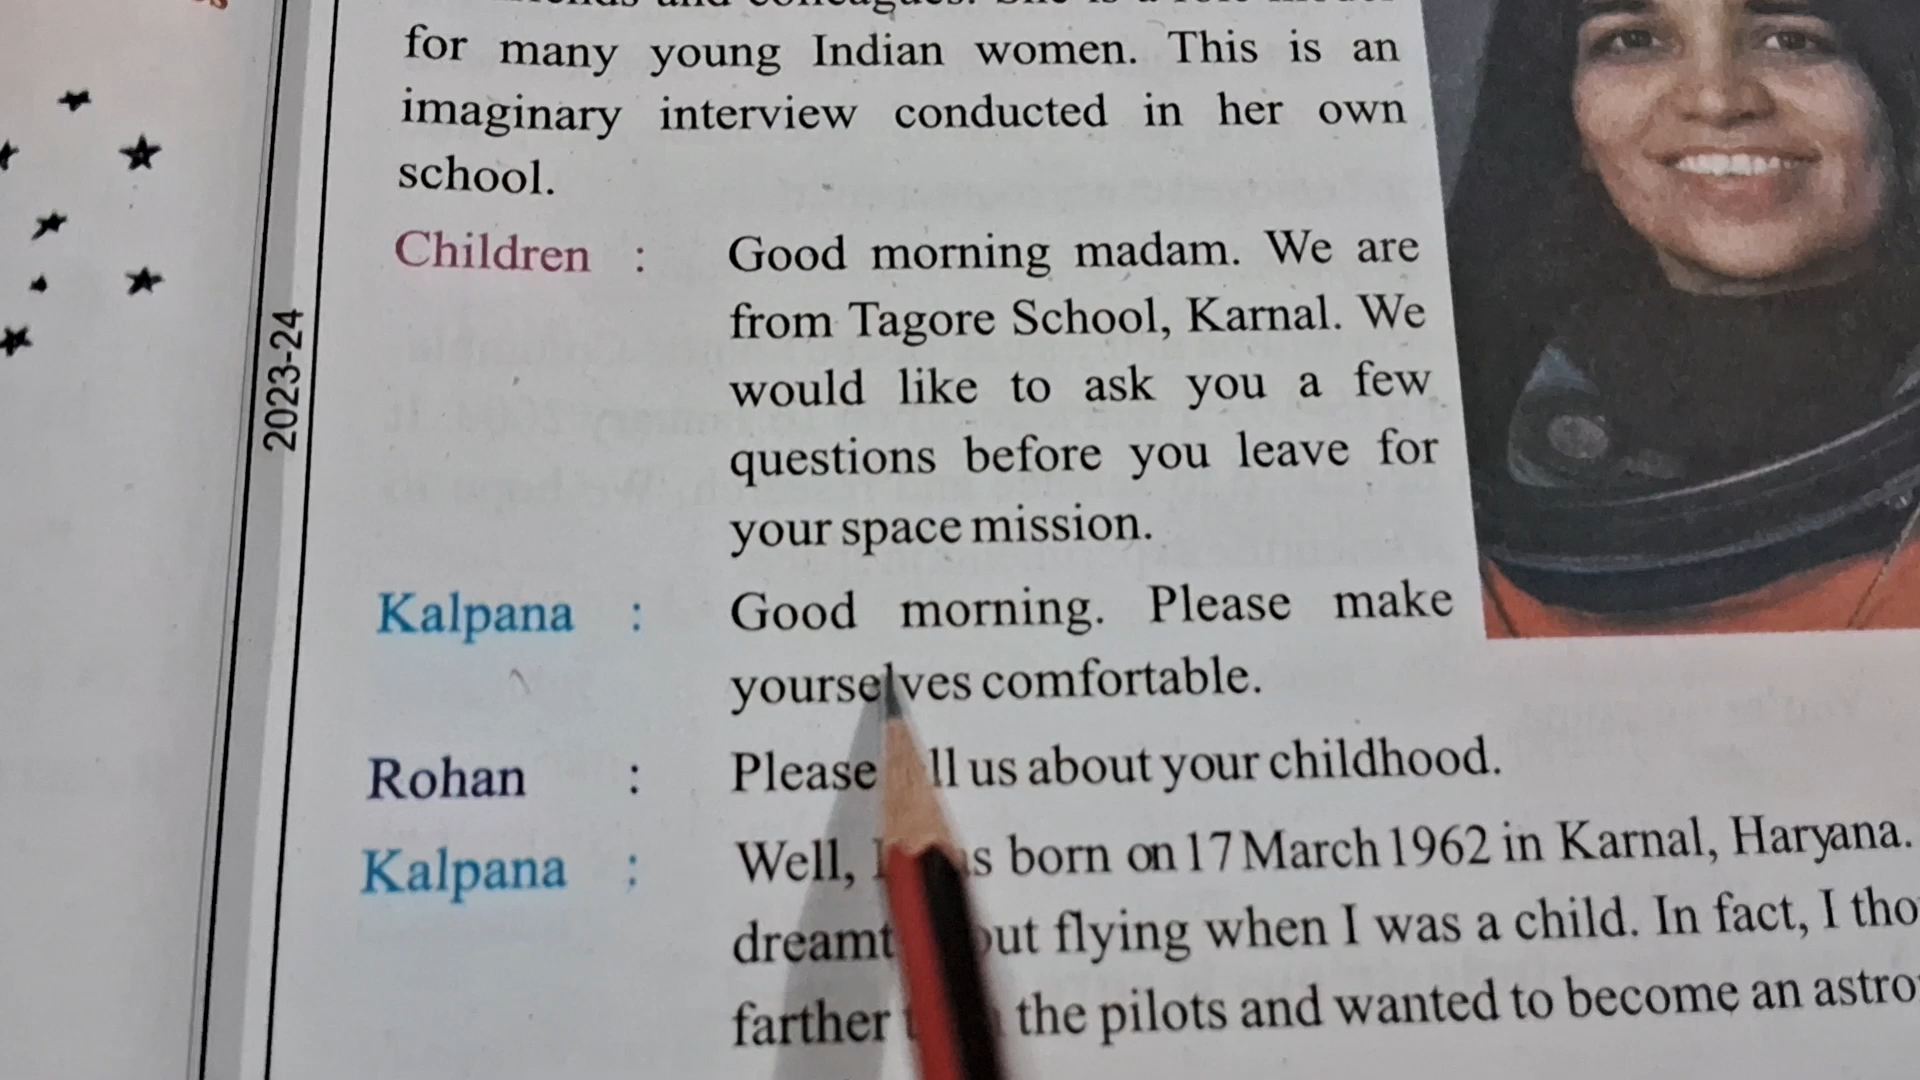 for many young Indian women. This is an
imaginary interview conducted in her own
school.
Children : Good morning madam. We are
from Tagore School, Karnal. We
would like to ask you a few
questions before you leave for
your space mission.
Kalpana : Good morning. Please make
yourselves comfortable.
Rohan : Please us about your childhood.
Kalpana : Well, born on 17 March 1962 in Karnal, Haryana.
dreamt flying when I was a child. In fact, I
farther the pilots and wanted to become an
2023-24